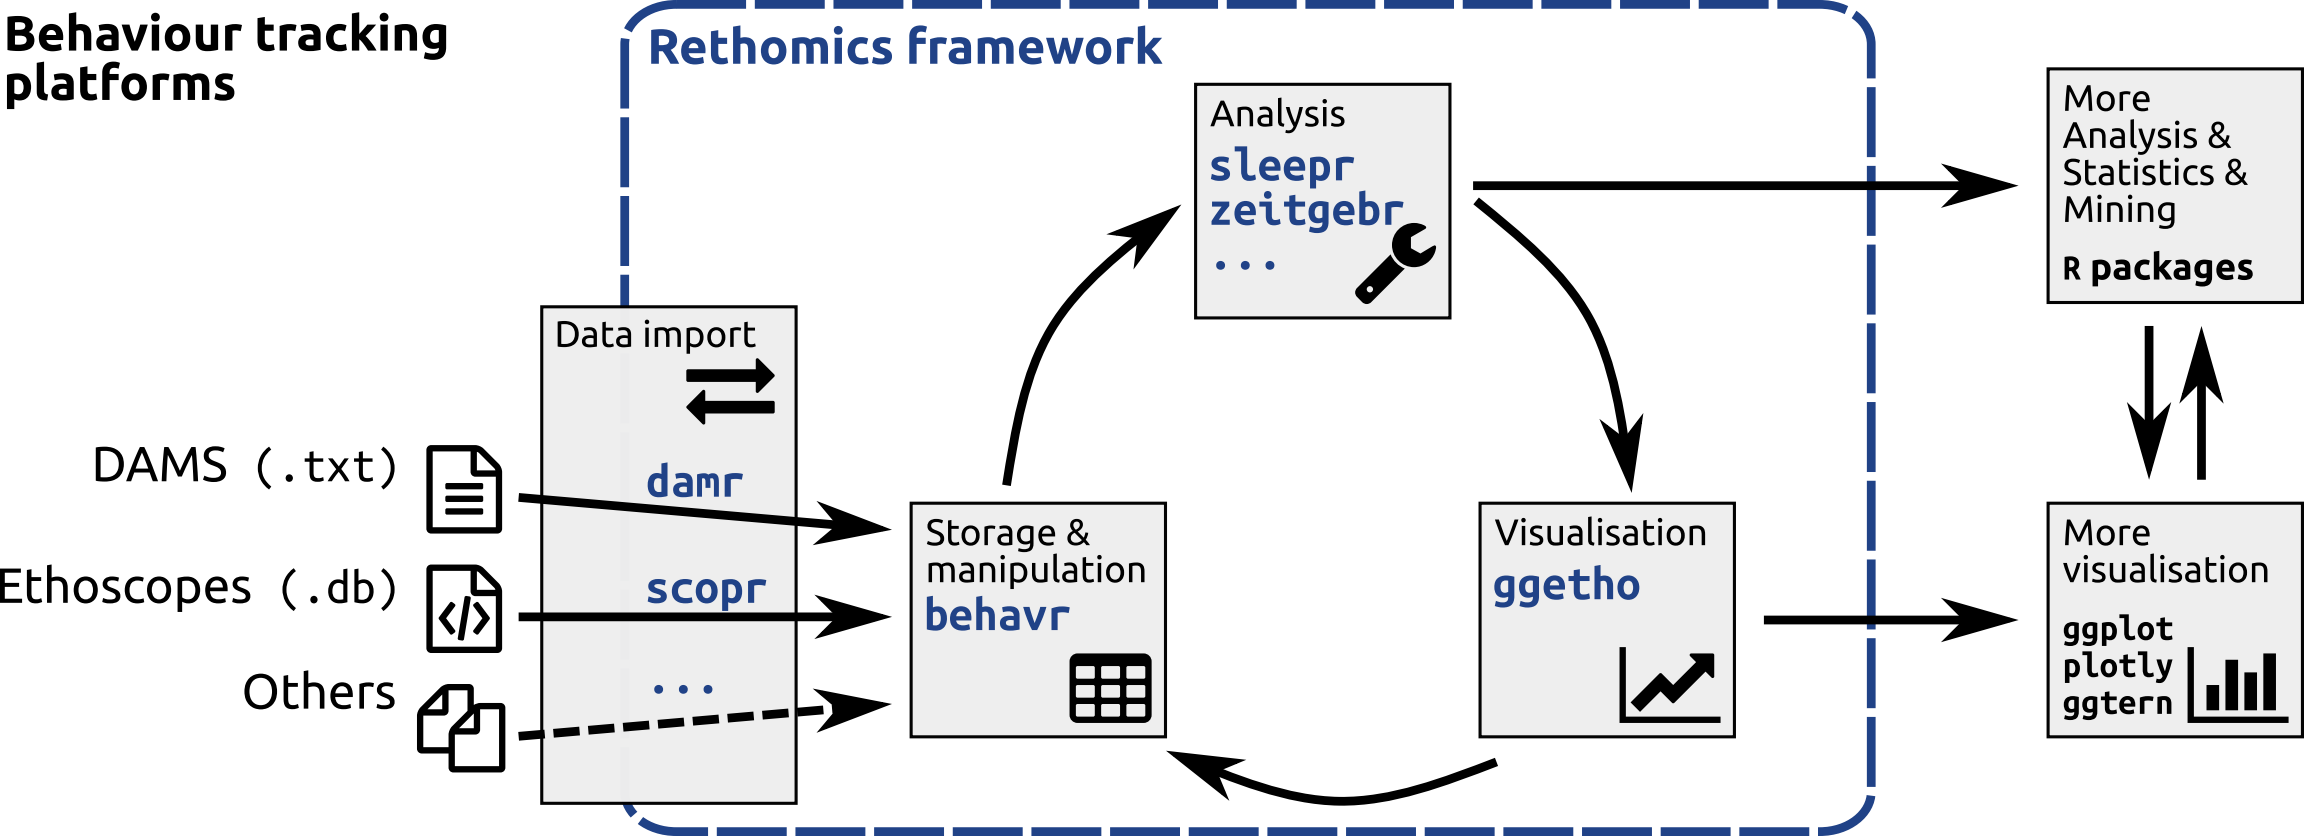 Behaviour tracking
platforms
Rethomics framework
DAMS (.txt)
Ethoscopes (.db)
Others
Data import
damr
scopr
...
Storage &
manipulation
behavr
Analysis
sleepr
zeitgebr
...
Visualisation
ggetho
More
Analysis &
Statistics &
Mining
R packages
More
visualisation
ggplot
plotly
ggtern